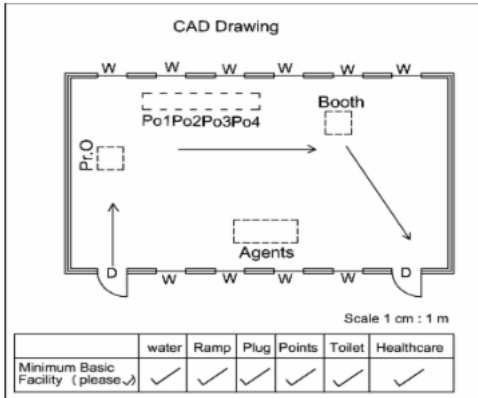 CAD Drawing
W W W W W W
Booth
Po1Po2Po3Po4
Pr.O
Agents
D W W W W D
Scale 1 cm : 1 m
water Ramp Plug Points Toilet Healthcare
Minimum Basic
Facility (please ✓) ✓ ✓ ✓ ✓ ✓ ✓